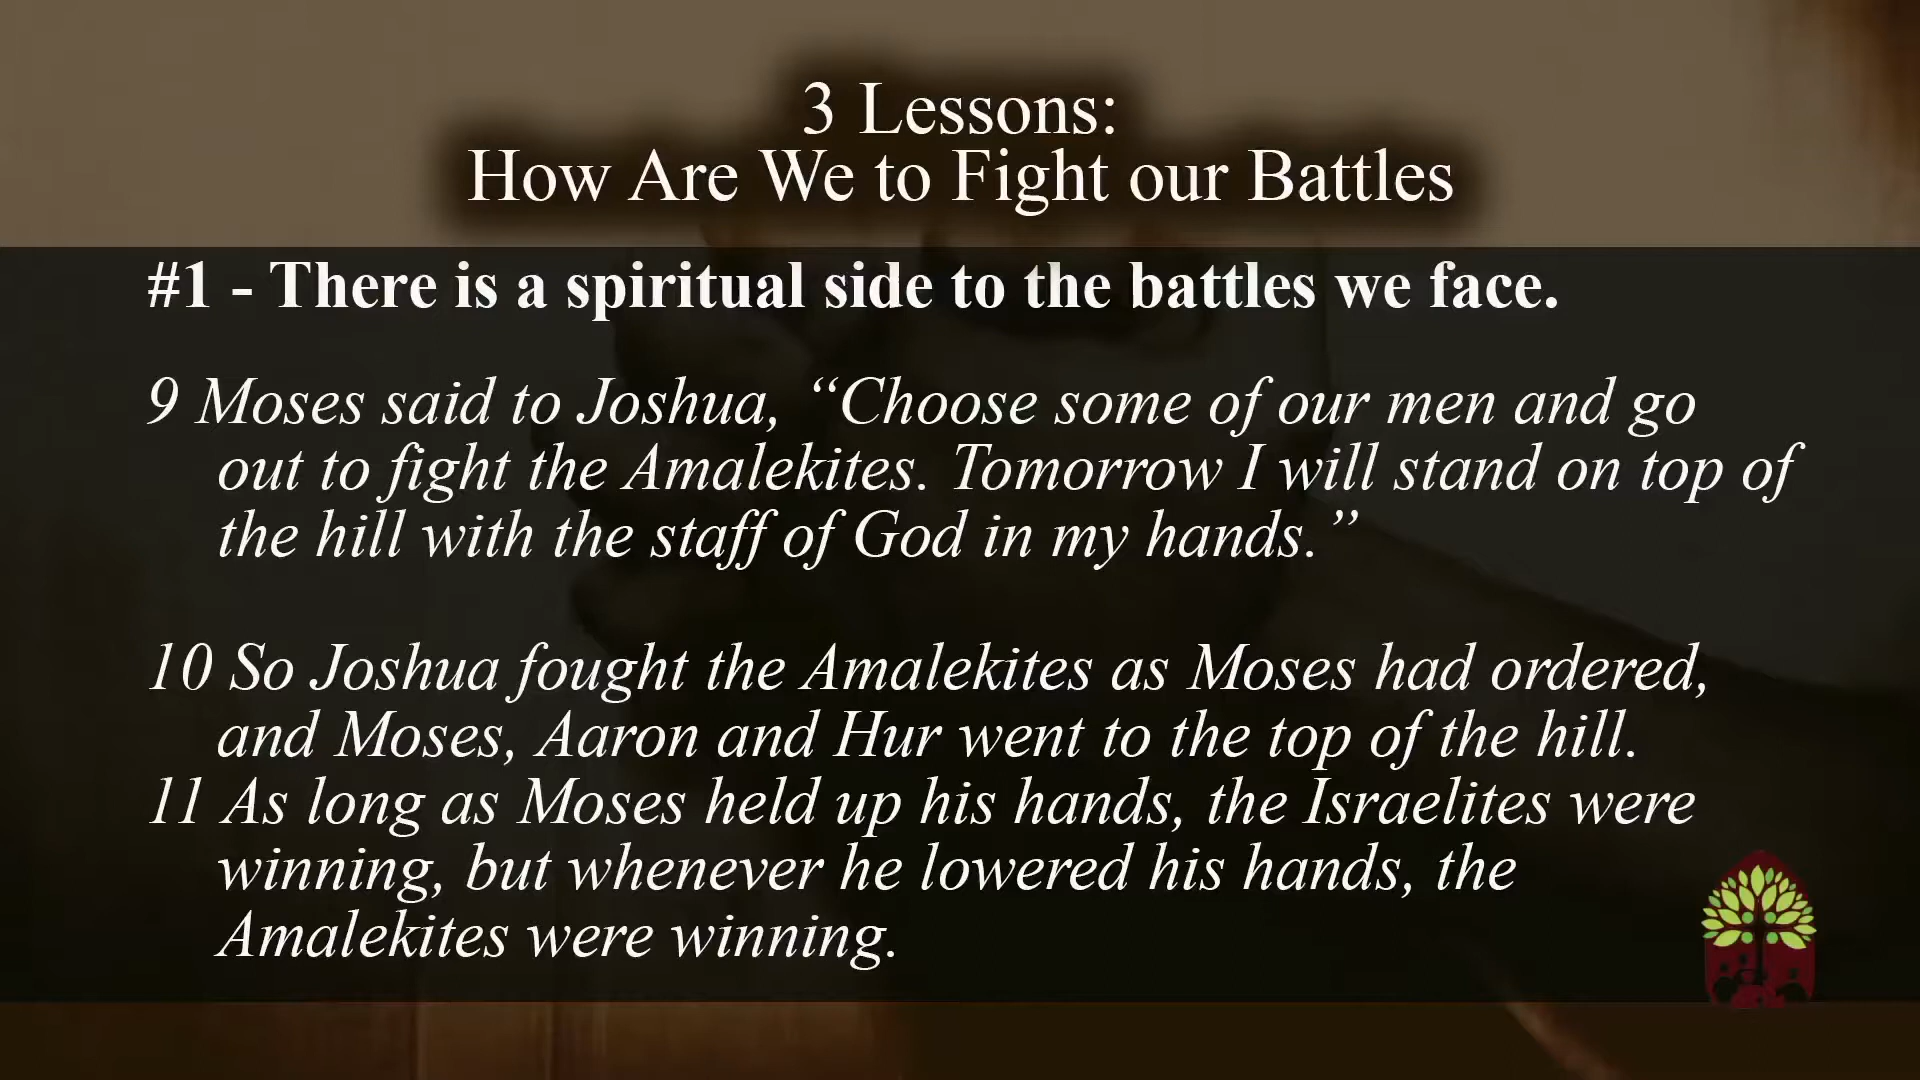 3 Lessons:
How Are We to Fight our Battles
#1 - There is a spiritual side to the battles we face.
9 Moses said to Joshua, “Choose some of our men and go
out to fight the Amalekites. Tomorrow I will stand on top of
the hill with the staff of God in my hands.”
10 So Joshua fought the Amalekites as Moses had ordered,
and Moses, Aaron and Hur went to the top of the hill.
11 As long as Moses held up his hands, the Israelites were
winning, but whenever he lowered his hands, the
Amalekites were winning.